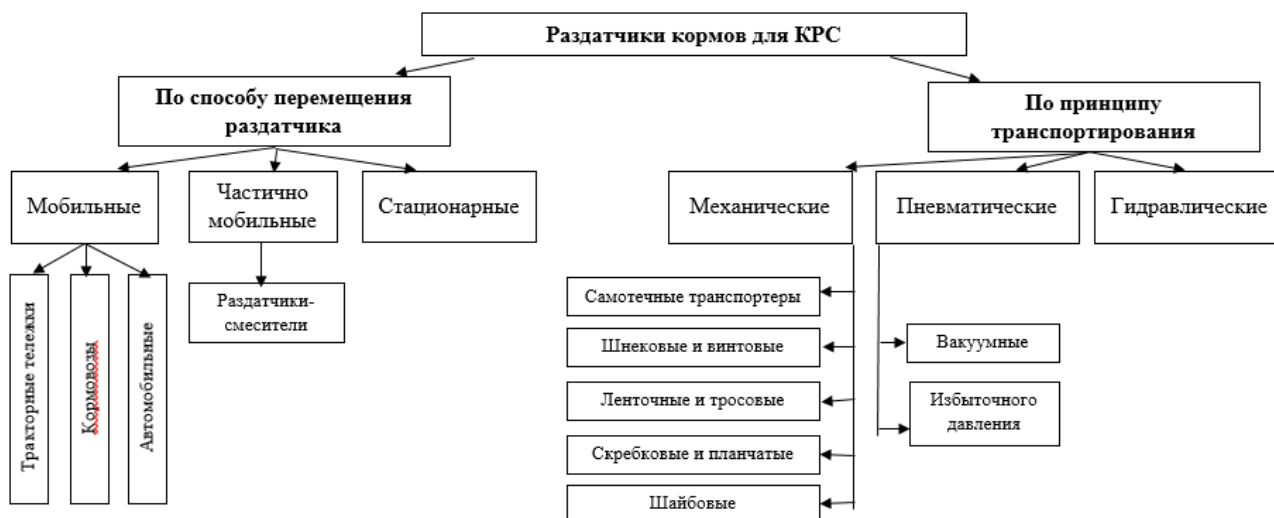 Раздатчики кормов для КРС
По способу перемещения
раздатчика
По принципу
транспортирования
Мобильные
Частично
мобильные
Стационарные
Механические
Пневматические
Гидравлические
Тракторные тележки
Кормовозы
Автомобильные
Раздатчики-
смесители
Самотечные транспортеры
Шнековые и винтовые
Ленточные и тросовые
Скребковые и планчатые
Шайбовые
Вакуумные
Избыточного
давления